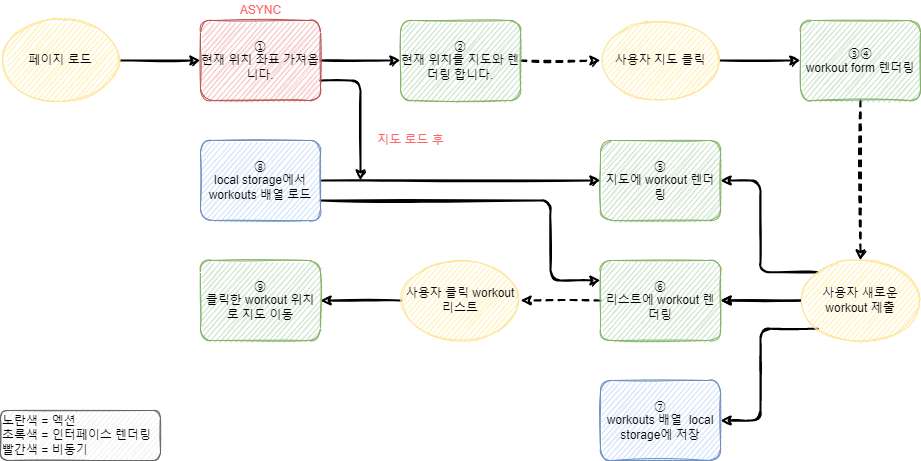 ASYNC
페이지 로드
①
현재 위치 좌표 가져옵
니다.
②
현재 위치를 지도와 렌
더링 합니다.
사용자 지도 클릭
③④
workout form 렌더링
지도 로드 후
⑧
local storage에서
workouts 배열 로드
⑤
지도에 workout 렌더
링
⑨
클릭한 workout 위치
로 지도 이동
사용자 클릭 workout
리스트
⑥
리스트에 workout 렌
더링
사용자 새로운
workout 제출
⑦
workouts 배열 local
storage에 저장
노란색 = 엑션
초록색 = 인터페이스 렌더링
빨간색 = 비동기